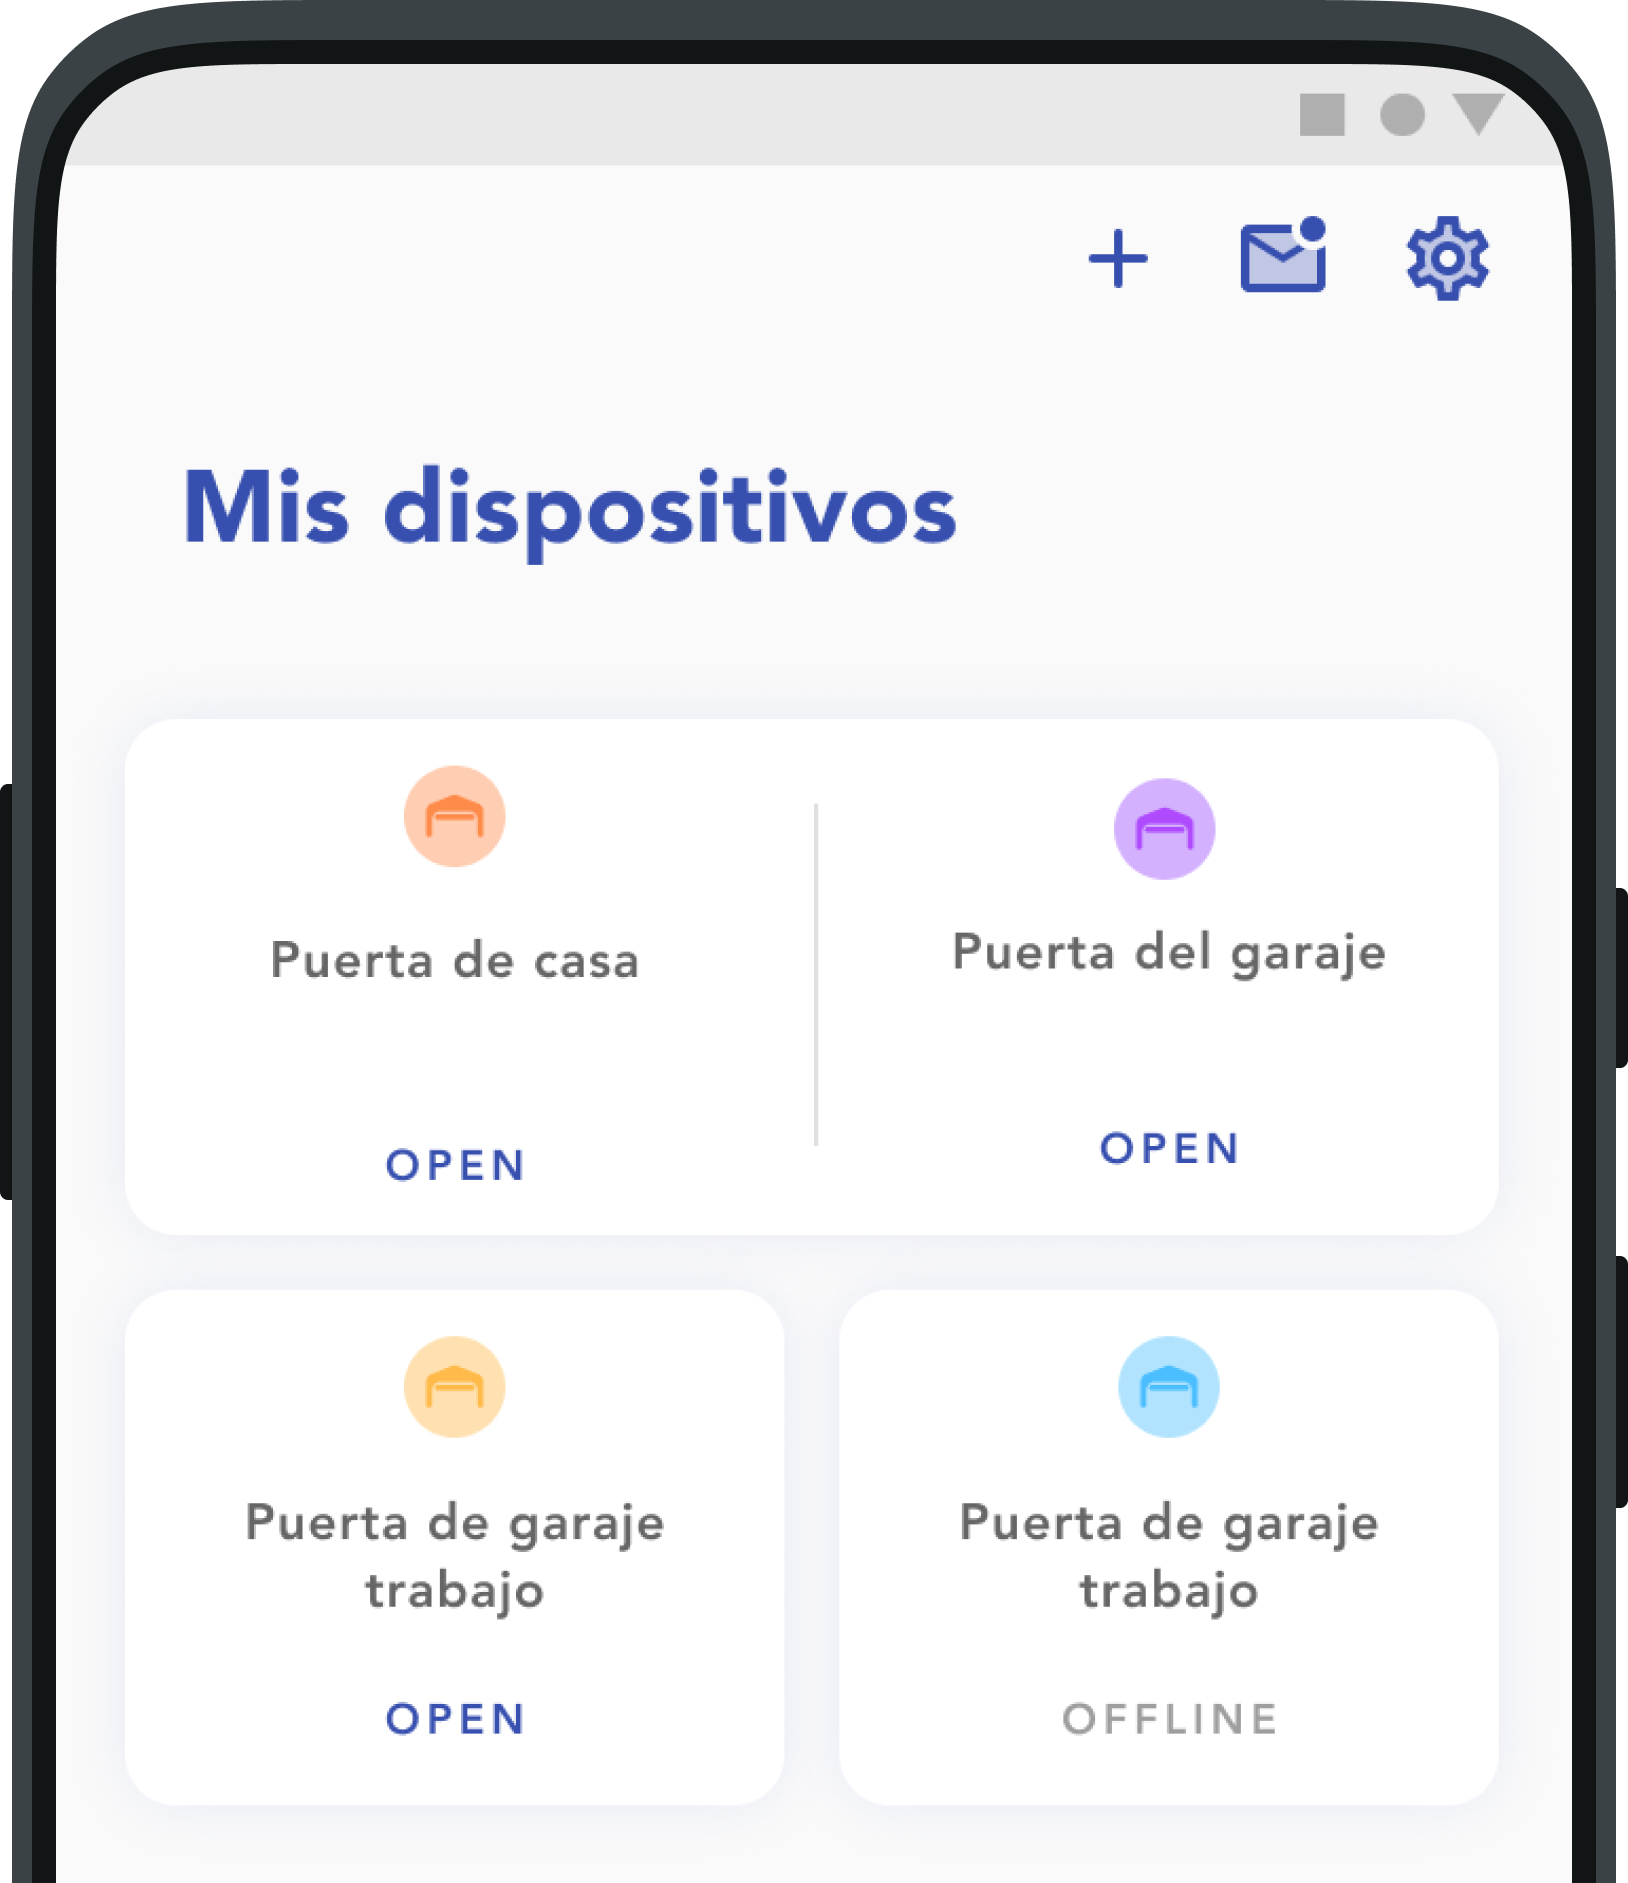 Mis dispositivos
Puerta de casa
OPEN
Puerta del garaje
OPEN
Puerta de garaje
trabajo
OPEN
Puerta de garaje
trabajo
OFFLINE